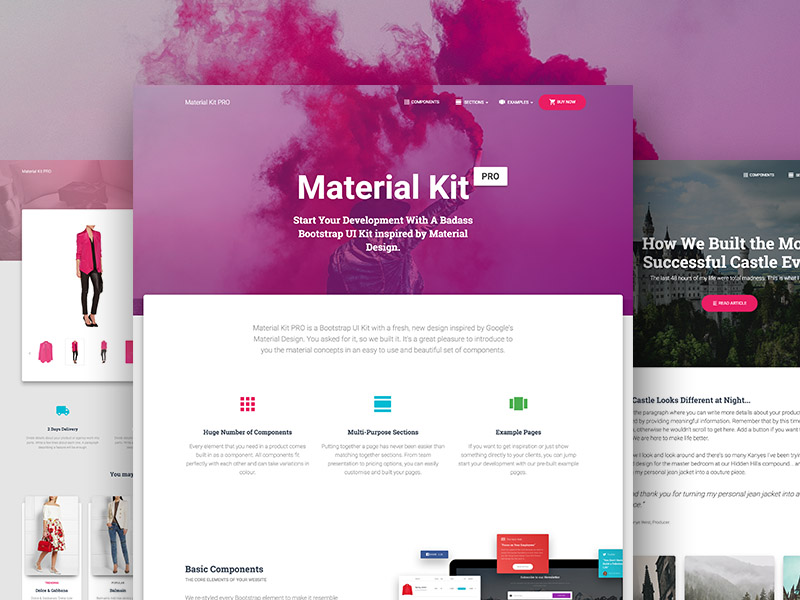 Material Kit PRO
COMPONENTS
SECTIONS
EXAMPLES
BUY NOW
Material Kit
PRO
Start Your Development With A Badass
Bootstrap UI Kit inspired by Material
Design.
Material Kit PRO is a Bootstrap UI Kit with a fresh, new design inspired by Google's
Material Design. You asked for it, so we built it. It's a great pleasure to introduce to
you the material concepts in an easy to use and beautiful set of components.
Huge Number of Components
Every element that you need in a product comes
built in as a component. All components fit
perfectly with each other and can take variations in
colour.
Multi-Purpose Sections
Putting together a page has never been easier than
matching together sections. From team
presentation to pricing options, you can easily
customise and built your pages.
Example Pages
If you want to get inspiration or just show
something directly to your clients, you can jump
start your development with our pre-built example
pages.
Basic Components
THE CORE ELEMENTS OF YOUR WEBSITE
We re-styled every Bootstrap element to make it resemble
Material Kit PRO
2 Days Delivery
You may
TRENDING
Dolce & Gabbana
POPULAR
Balmain
COMPONENTS
How We Built the Mo
Successful Castle Ev
The last 48 hours of my life were total madness. This is what I
READ ARTICLE
Castle Looks Different at Night...
the paragraph where you can write more details about your produc
d by providing meaningful information. Remember that by this time
, otherwise he wouldn't scroll to get here. Add a button if you want t
e are here to make life better.
e I look and look around and there's so many Kanyes I've been tryin
d design for the master bedroom at our Hidden Hills compound... an
my personal jean jacket into a couture piece.
nd thank you for turning my personal jean jacket into a
ce."